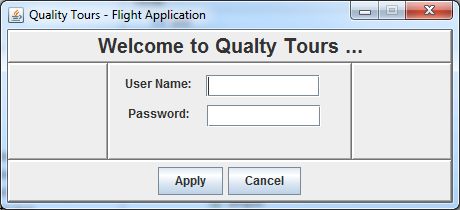 Quality Tours - Flight Application
Welcome to Qualty Tours ...
User Name:
Password:
Apply Cancel